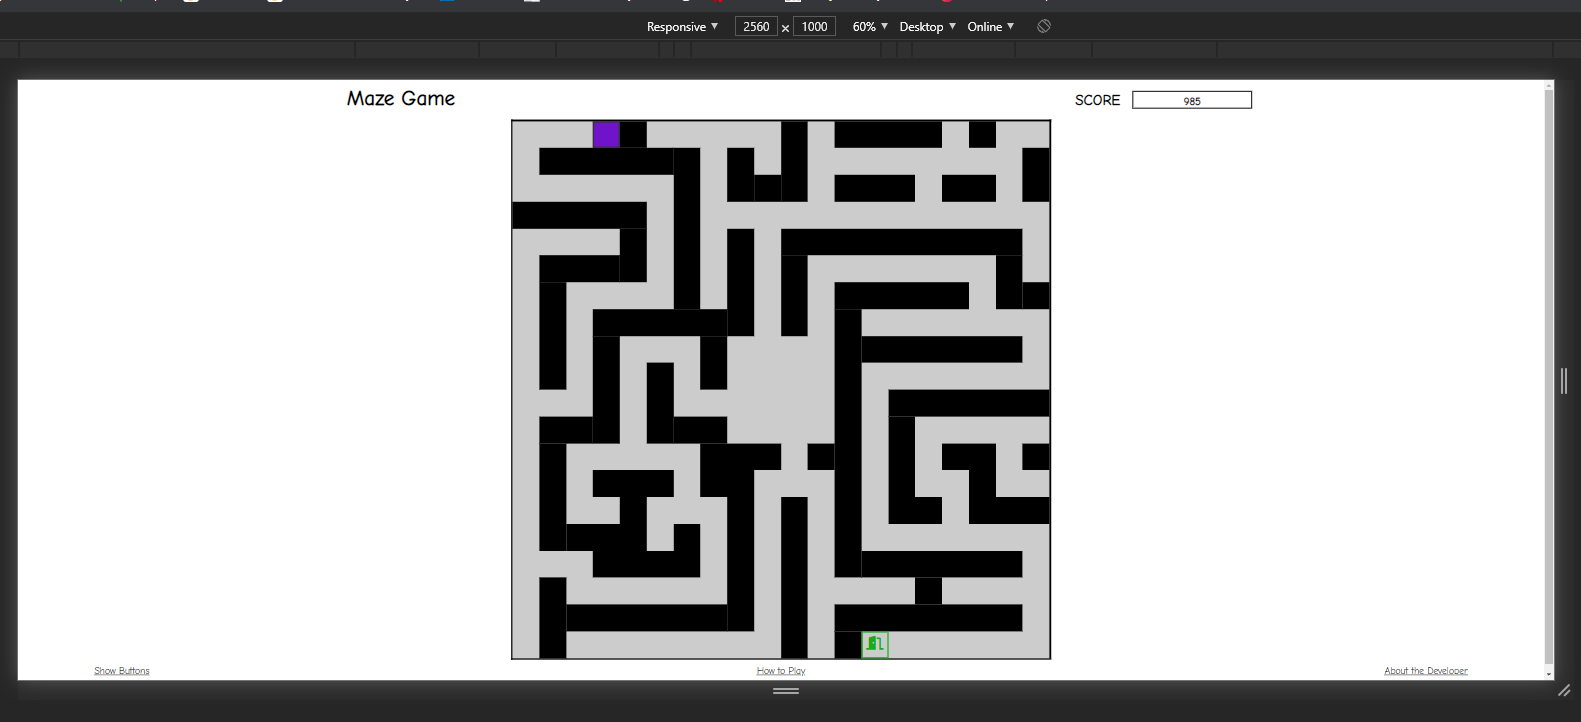 Responsive ▼ 2560 × 1000 60% ▼ Desktop ▼ Online ▼
Maze Game
SCORE 985
Show Buttons
How to Play
About the Developer